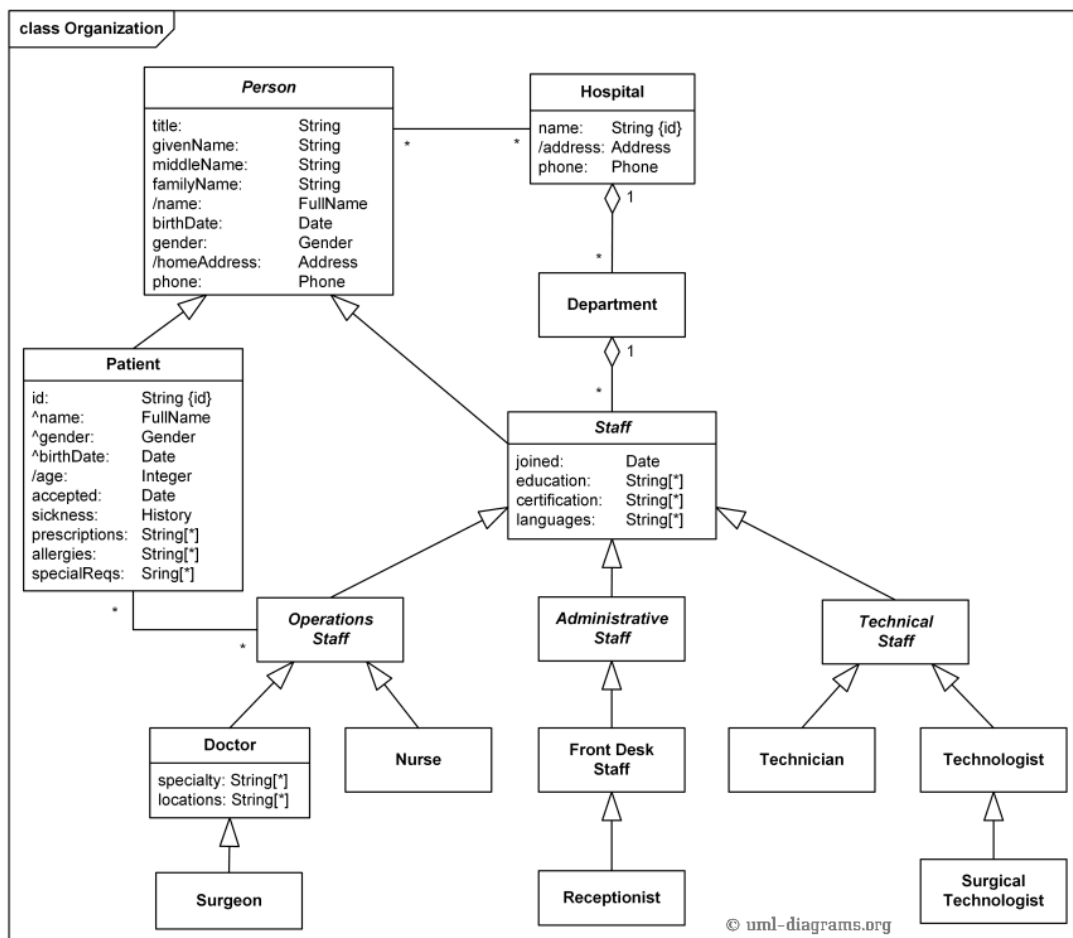 class Organization
Person
title: String
givenName: String
middleName: String
familyName: String
/name: FullName
birthDate: Date
gender: Gender
/homeAddress: Address
phone: Phone
*
*
Hospital
name: String {id}
/address: Address
phone: Phone
1
*
Department
1
*
Patient
id: String {id}
^name: FullName
^gender: Gender
^birthDate: Date
/age: Integer
accepted: Date
sickness: History
prescriptions: String[*]
allergies: String[*]
specialReqs: Sring[*]
*
*
Staff
joined: Date
education: String[*]
certification: String[*]
languages: String[*]
Operations
Staff
Administrative
Staff
Technical
Staff
Doctor
specialty: String[*]
locations: String[*]
Nurse
Front Desk
Staff
Technician
Technologist
Surgeon
Receptionist
Surgical
Technologist
© uml-diagrams.org